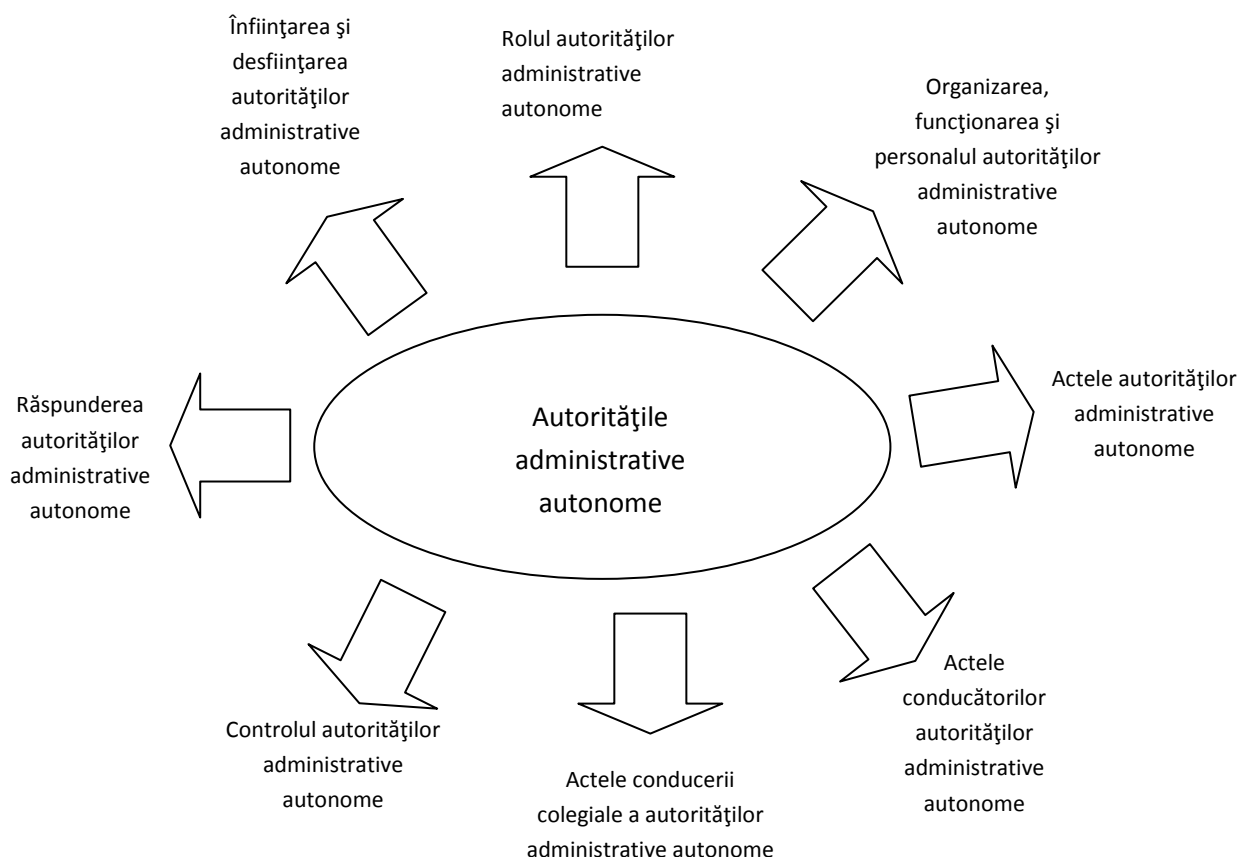 Înfiinţarea şi
desfiinţarea
autorităţilor
administrative
autonome
Rolul autorităţilor
administrative
autonome
Organizarea,
funcţionarea şi
personalul autorităţilor
administrative
autonome
Răspunderea
autorităţilor
administrative
autonome
Autorităţile
administrative
autonome
Actele autorităţilor
administrative
autonome
Controlul autorităţilor
administrative
autonome
Actele conducerii
colegiale a autorităţilor
administrative autonome
Actele
conducătorilor
autorităţilor
administrative
autonome